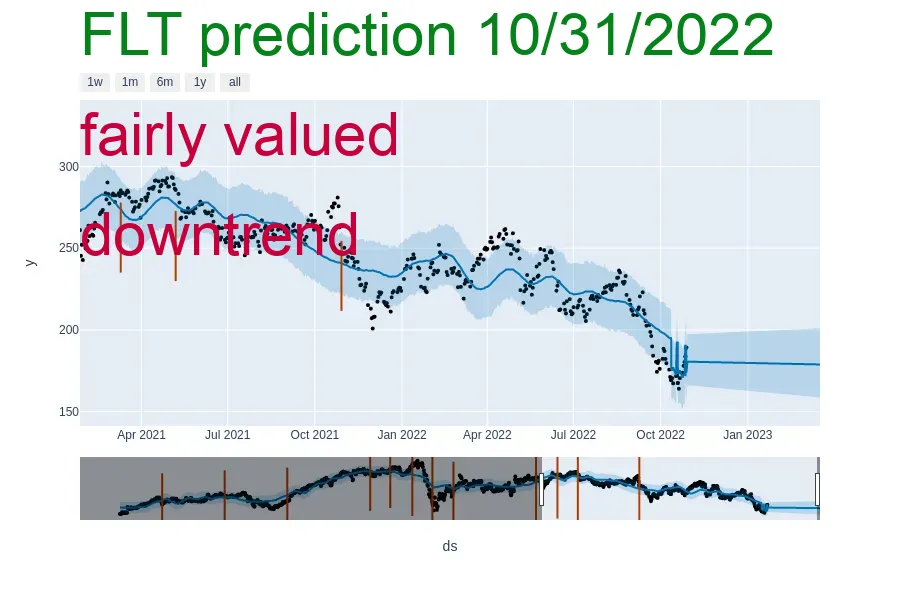 FLT prediction 10/31/2022
1w 1m 6m 1y all
fairly valued
downtrend
y
300
250
200
150
Apr 2021 Jul 2021 Oct 2021 Jan 2022 Apr 2022 Jul 2022 Oct 2022 Jan 2023
ds